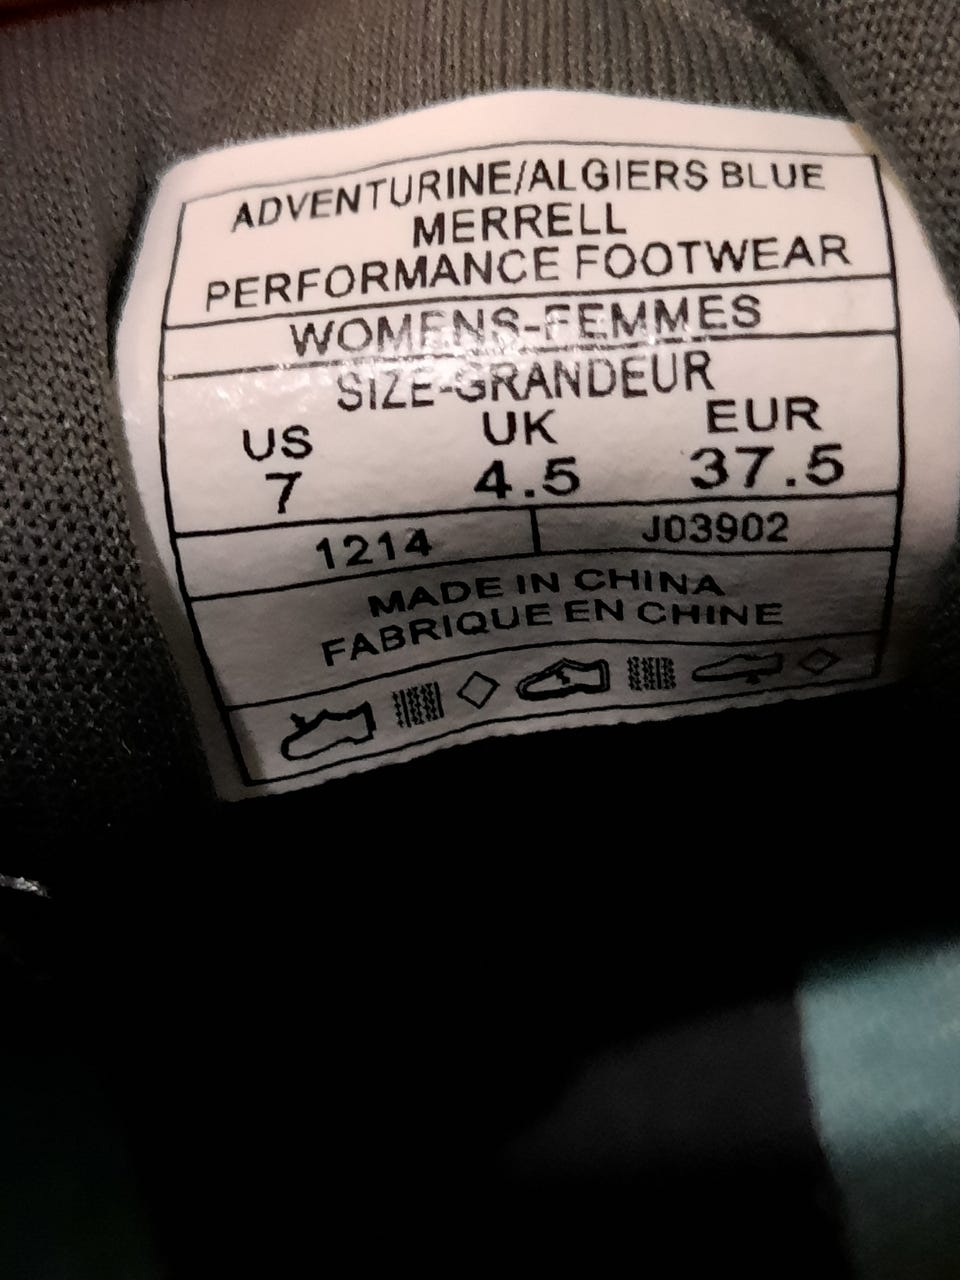 ADVENTURINE/ALGIERS BLUE
MERRELL
PERFORMANCE FOOTWEAR
WOMENS-FEMMES
SIZE-GRANDEUR
US UK EUR
7 4.5 37.5
1214 J03902
MADE IN CHINA
FABRIQUE EN CHINE